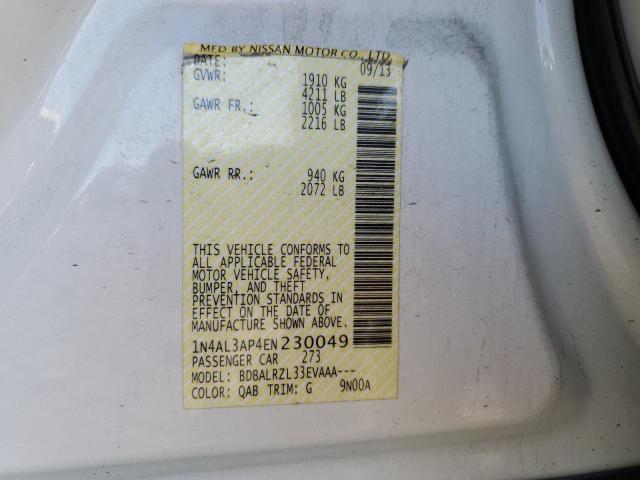 MFD BY NISSAN MOTOR CO., LTD
DATE: 09/13
GVWR: 1910 KG
4211 LB
GAWR FR.: 1005 KG
2216 LB
GAWR RR.: 940 KG
2072 LB
THIS VEHICLE CONFORMS TO
ALL APPLICABLE FEDERAL
MOTOR VEHICLE SAFETY,
BUMPER, AND THEFT
PREVENTION STANDARDS IN
EFFECT ON THE DATE OF
MANUFACTURE SHOWN ABOVE.
1N4AL3AP4EN230049
PASSENGER CAR 273
MODEL: BDBALRZL33EVAAA---
COLOR: QAB TRIM: G 9N00A